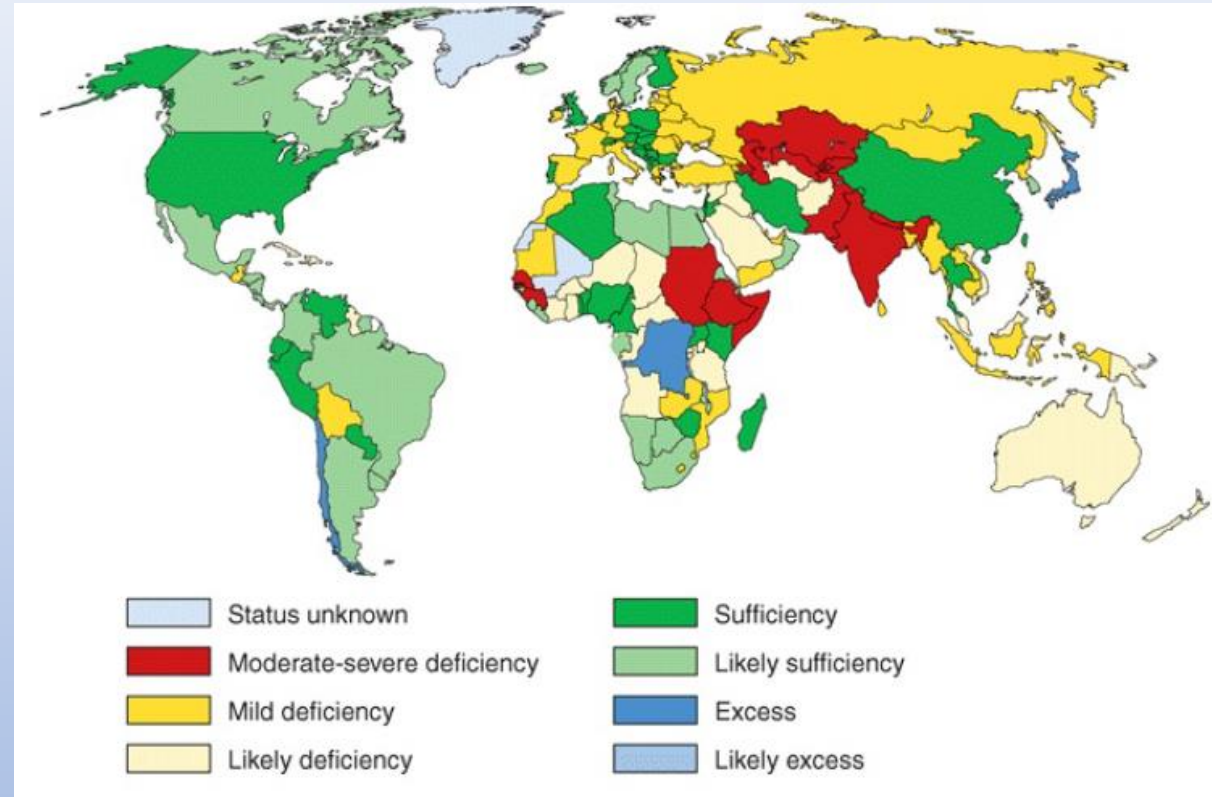 Status unknown
Moderate-severe deficiency
Mild deficiency
Likely deficiency
Sufficiency
Likely sufficiency
Excess
Likely excess